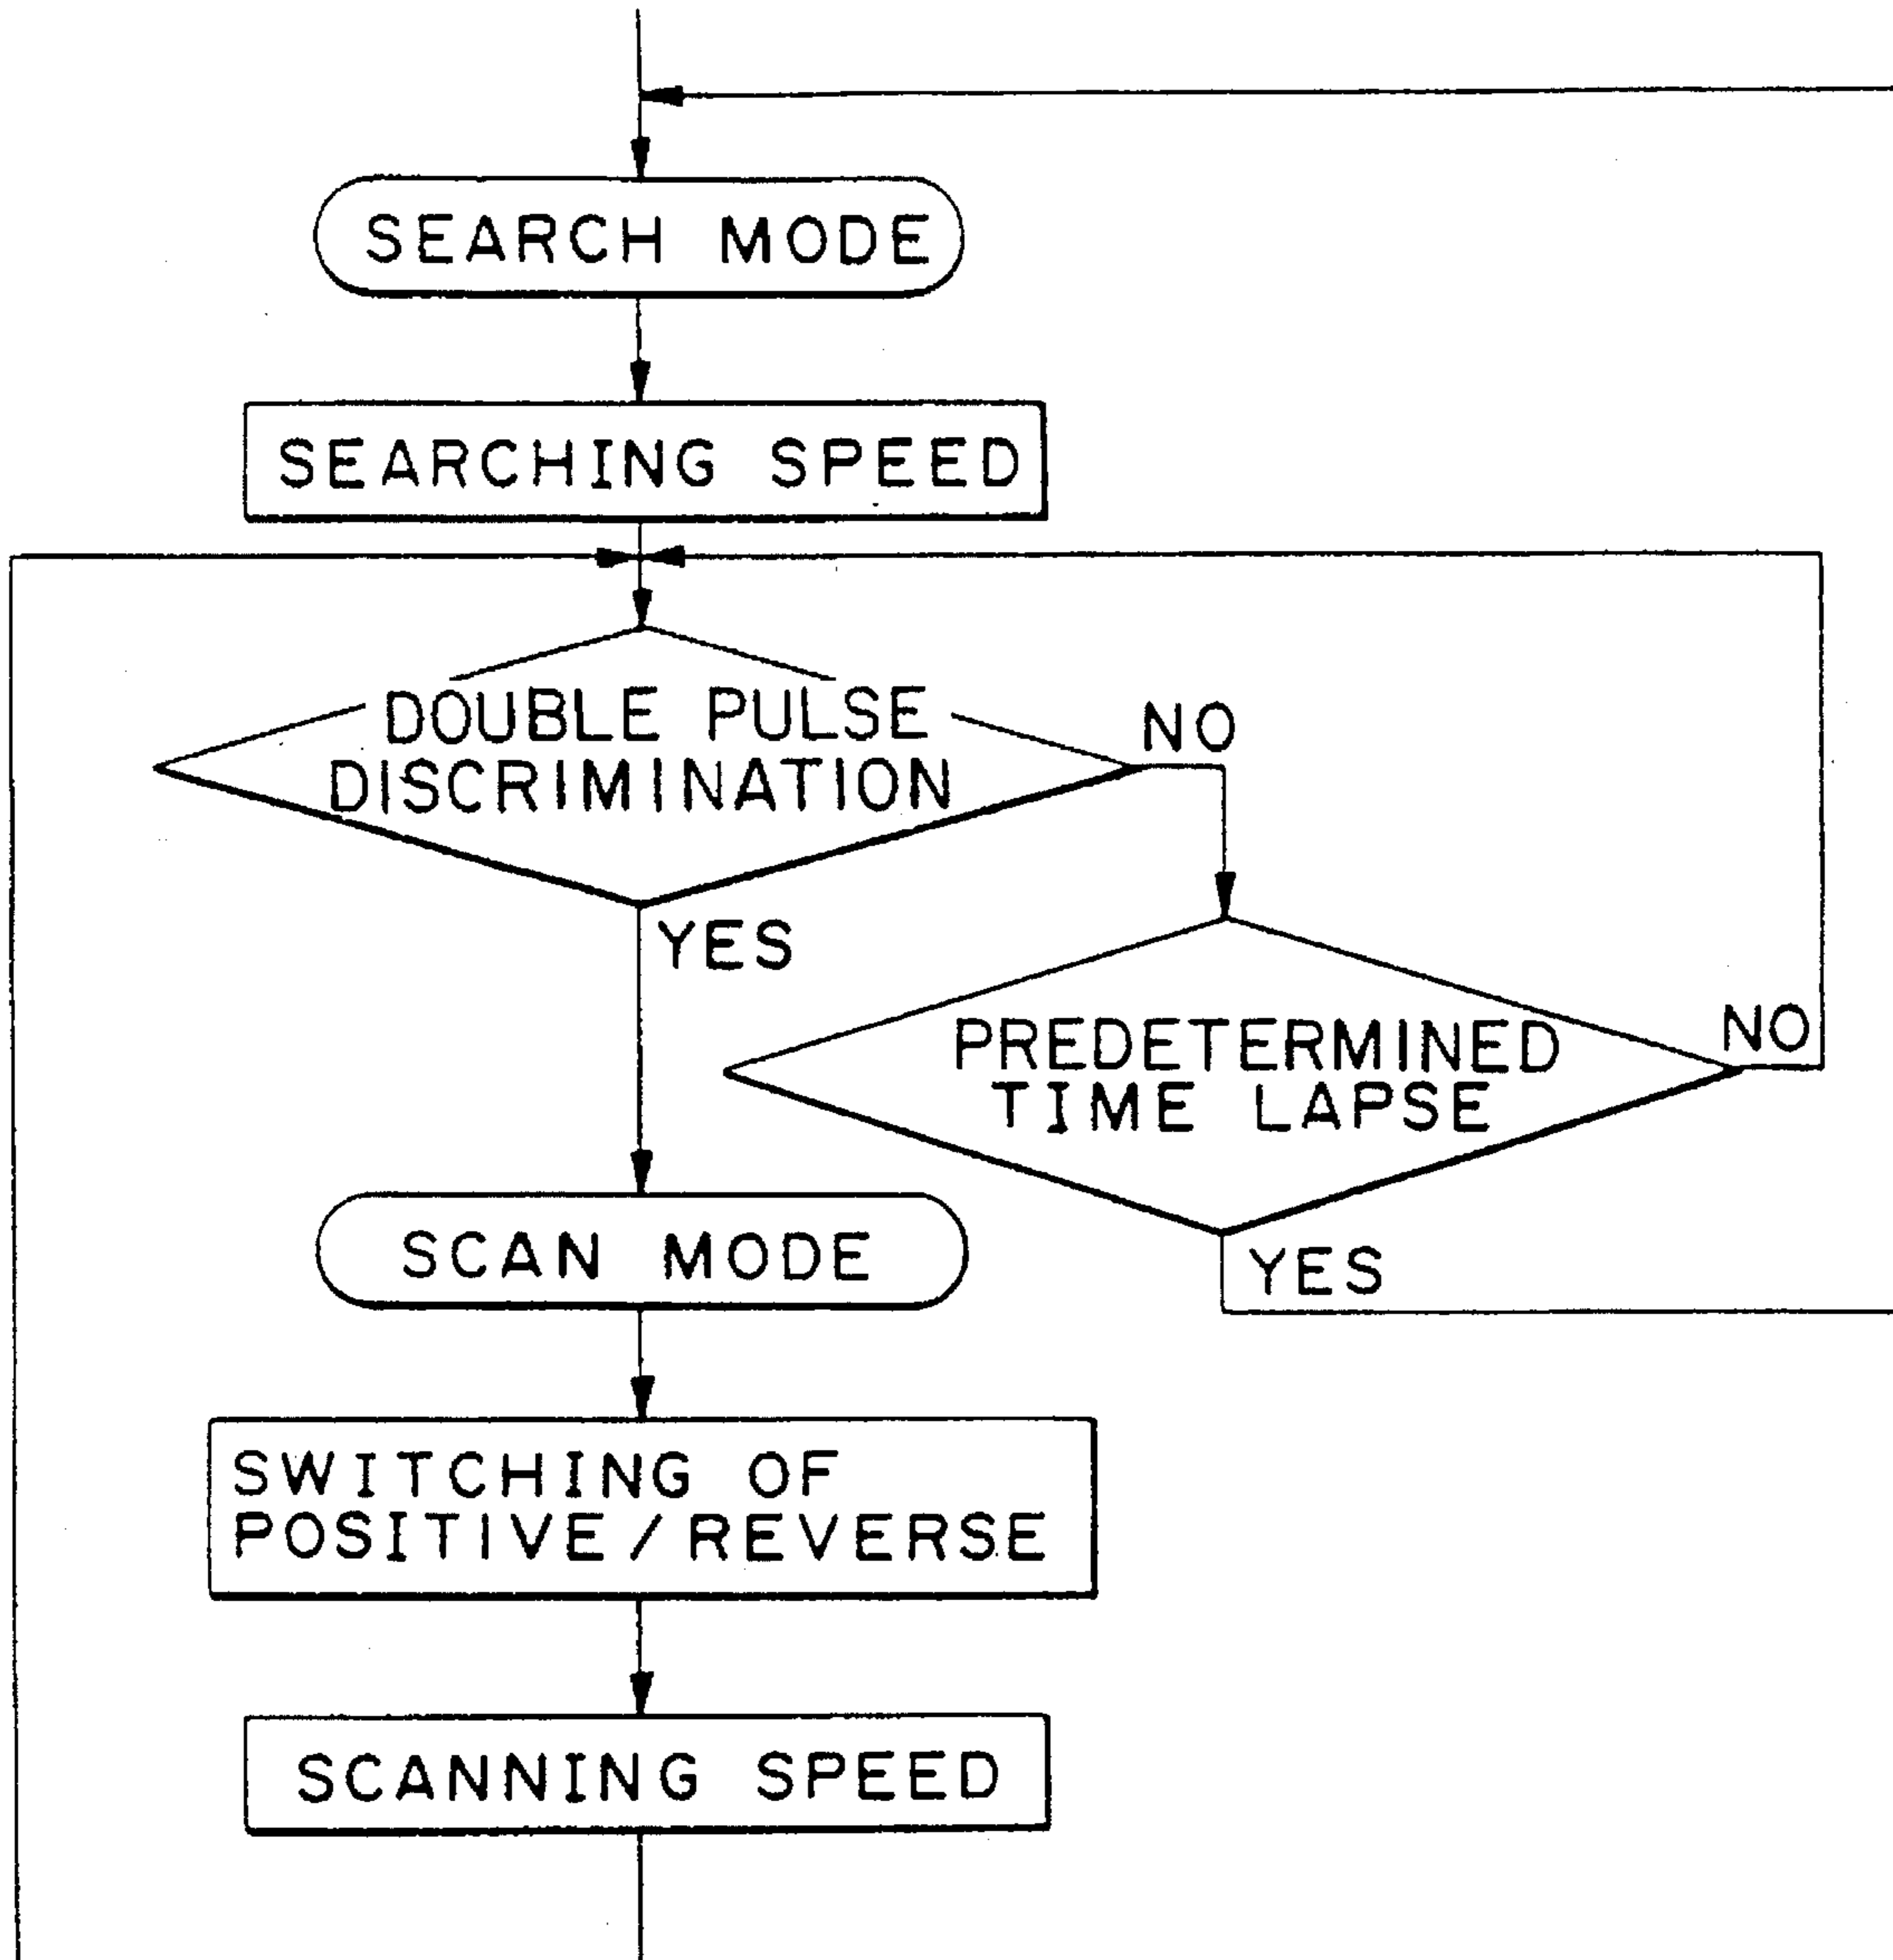 SEARCH MODE
SEARCHING SPEED
DOUBLE PULSE
DISCRIMINATION
NO
YES
PREDETERMINED
TIME LAPSE
NO
YES
SCAN MODE
SWITCHING OF
POSITIVE/REVERSE
SCANNING SPEED